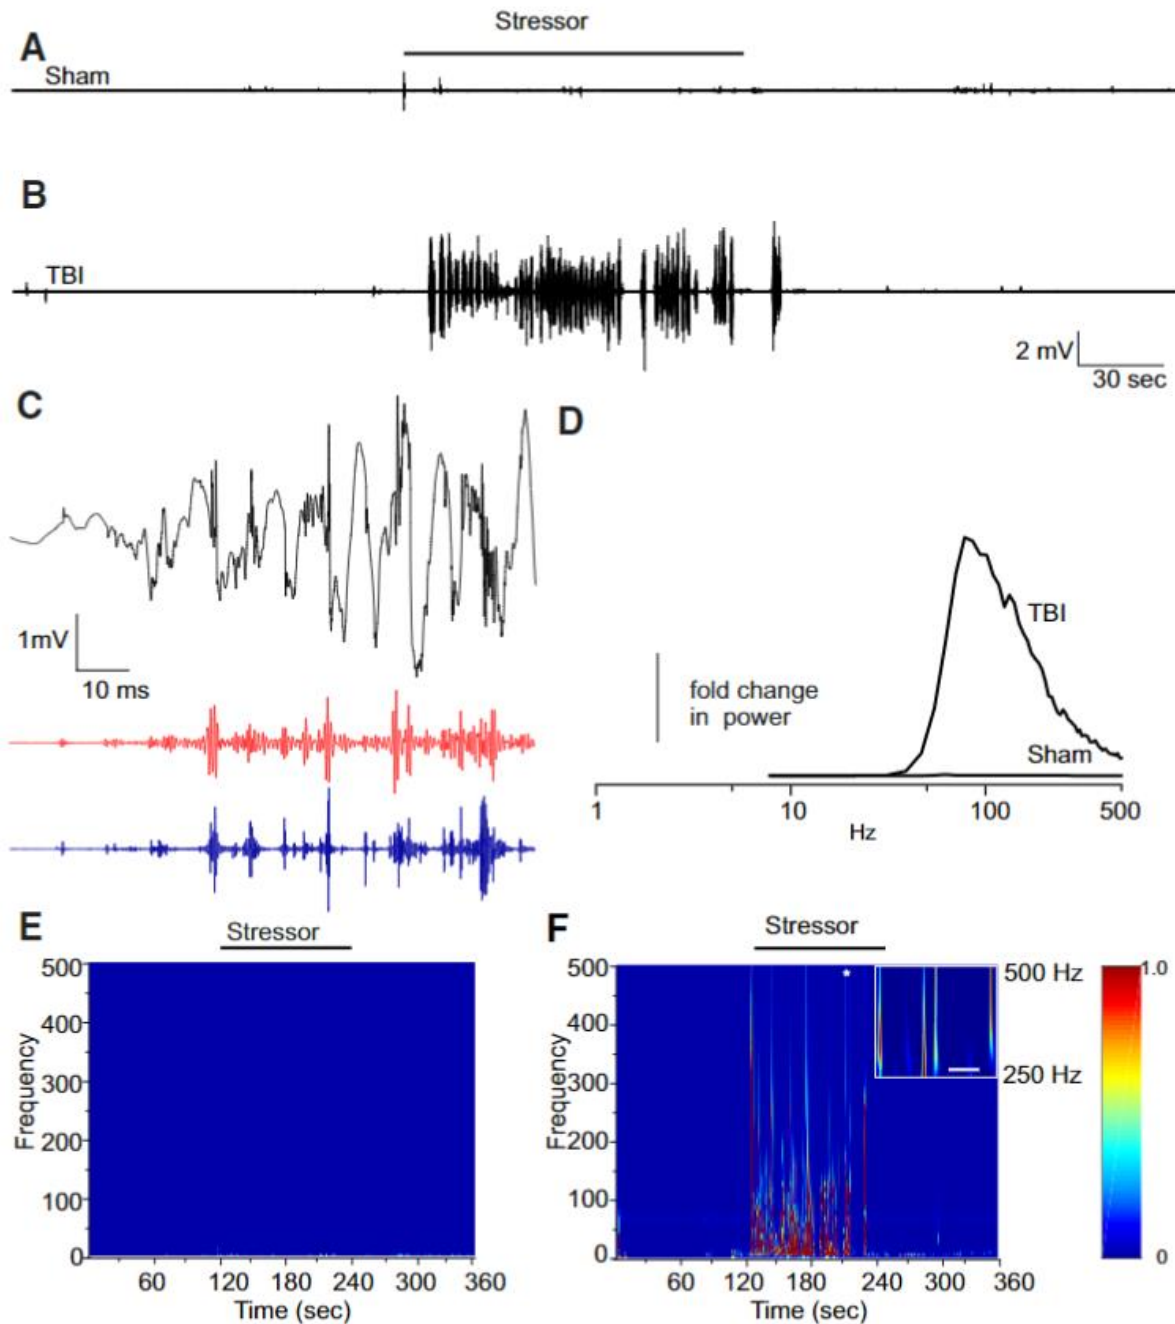 A
Stressor
Sham
B
TBI
2 mV
30 sec
C
D
1mV
10 ms
TBI
fold change
in power
Sham
1
10
100
500
Hz
E
Stressor
F
Stressor
500
400
300
200
100
0
Frequency
60
120
180
240
300
360
Time (sec)
500
400
300
200
100
0
Frequency
*
500 Hz
250 Hz
60
120
180
240
300
360
Time (sec)
1.0
0